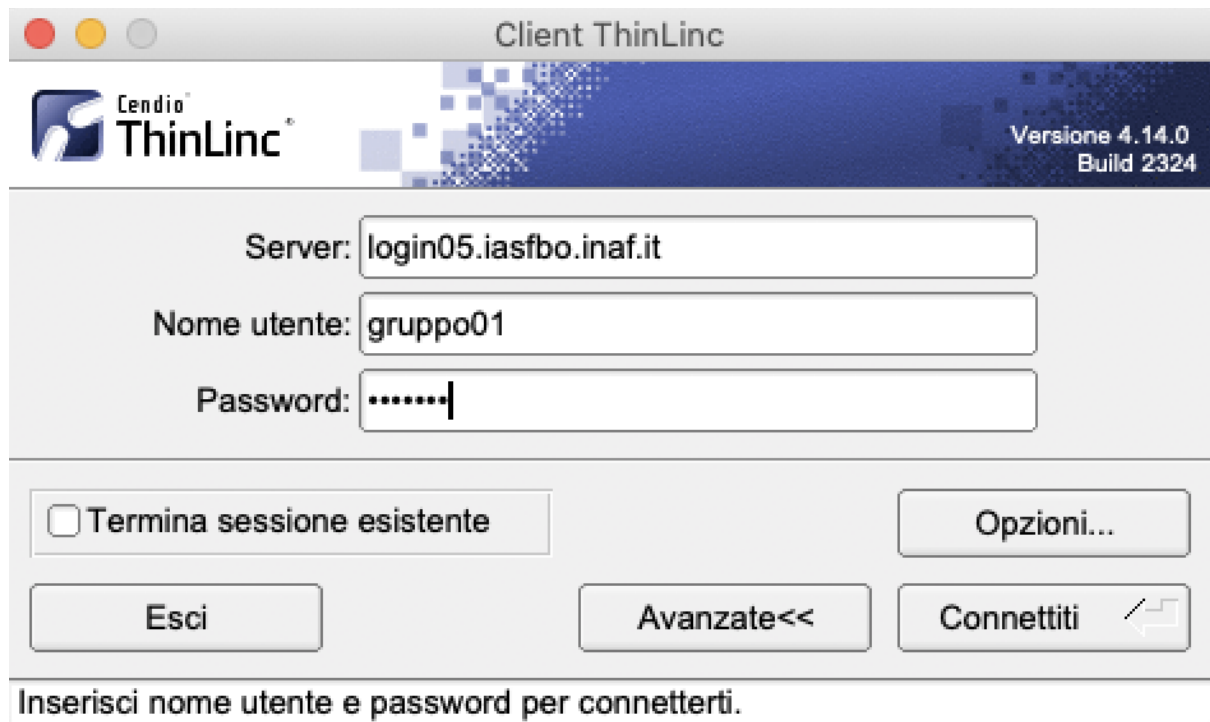 Client ThinLinc
Cendio®
ThinLinc®
Versione 4.14.0
Build 2324
Server: login05.iasfbo.inaf.it
Nome utente: gruppo01
Password: •••••••
Termina sessione esistente
Opzioni...
Esci
Avanzate<<
Connettiti
Inserisci nome utente e password per connetterti.